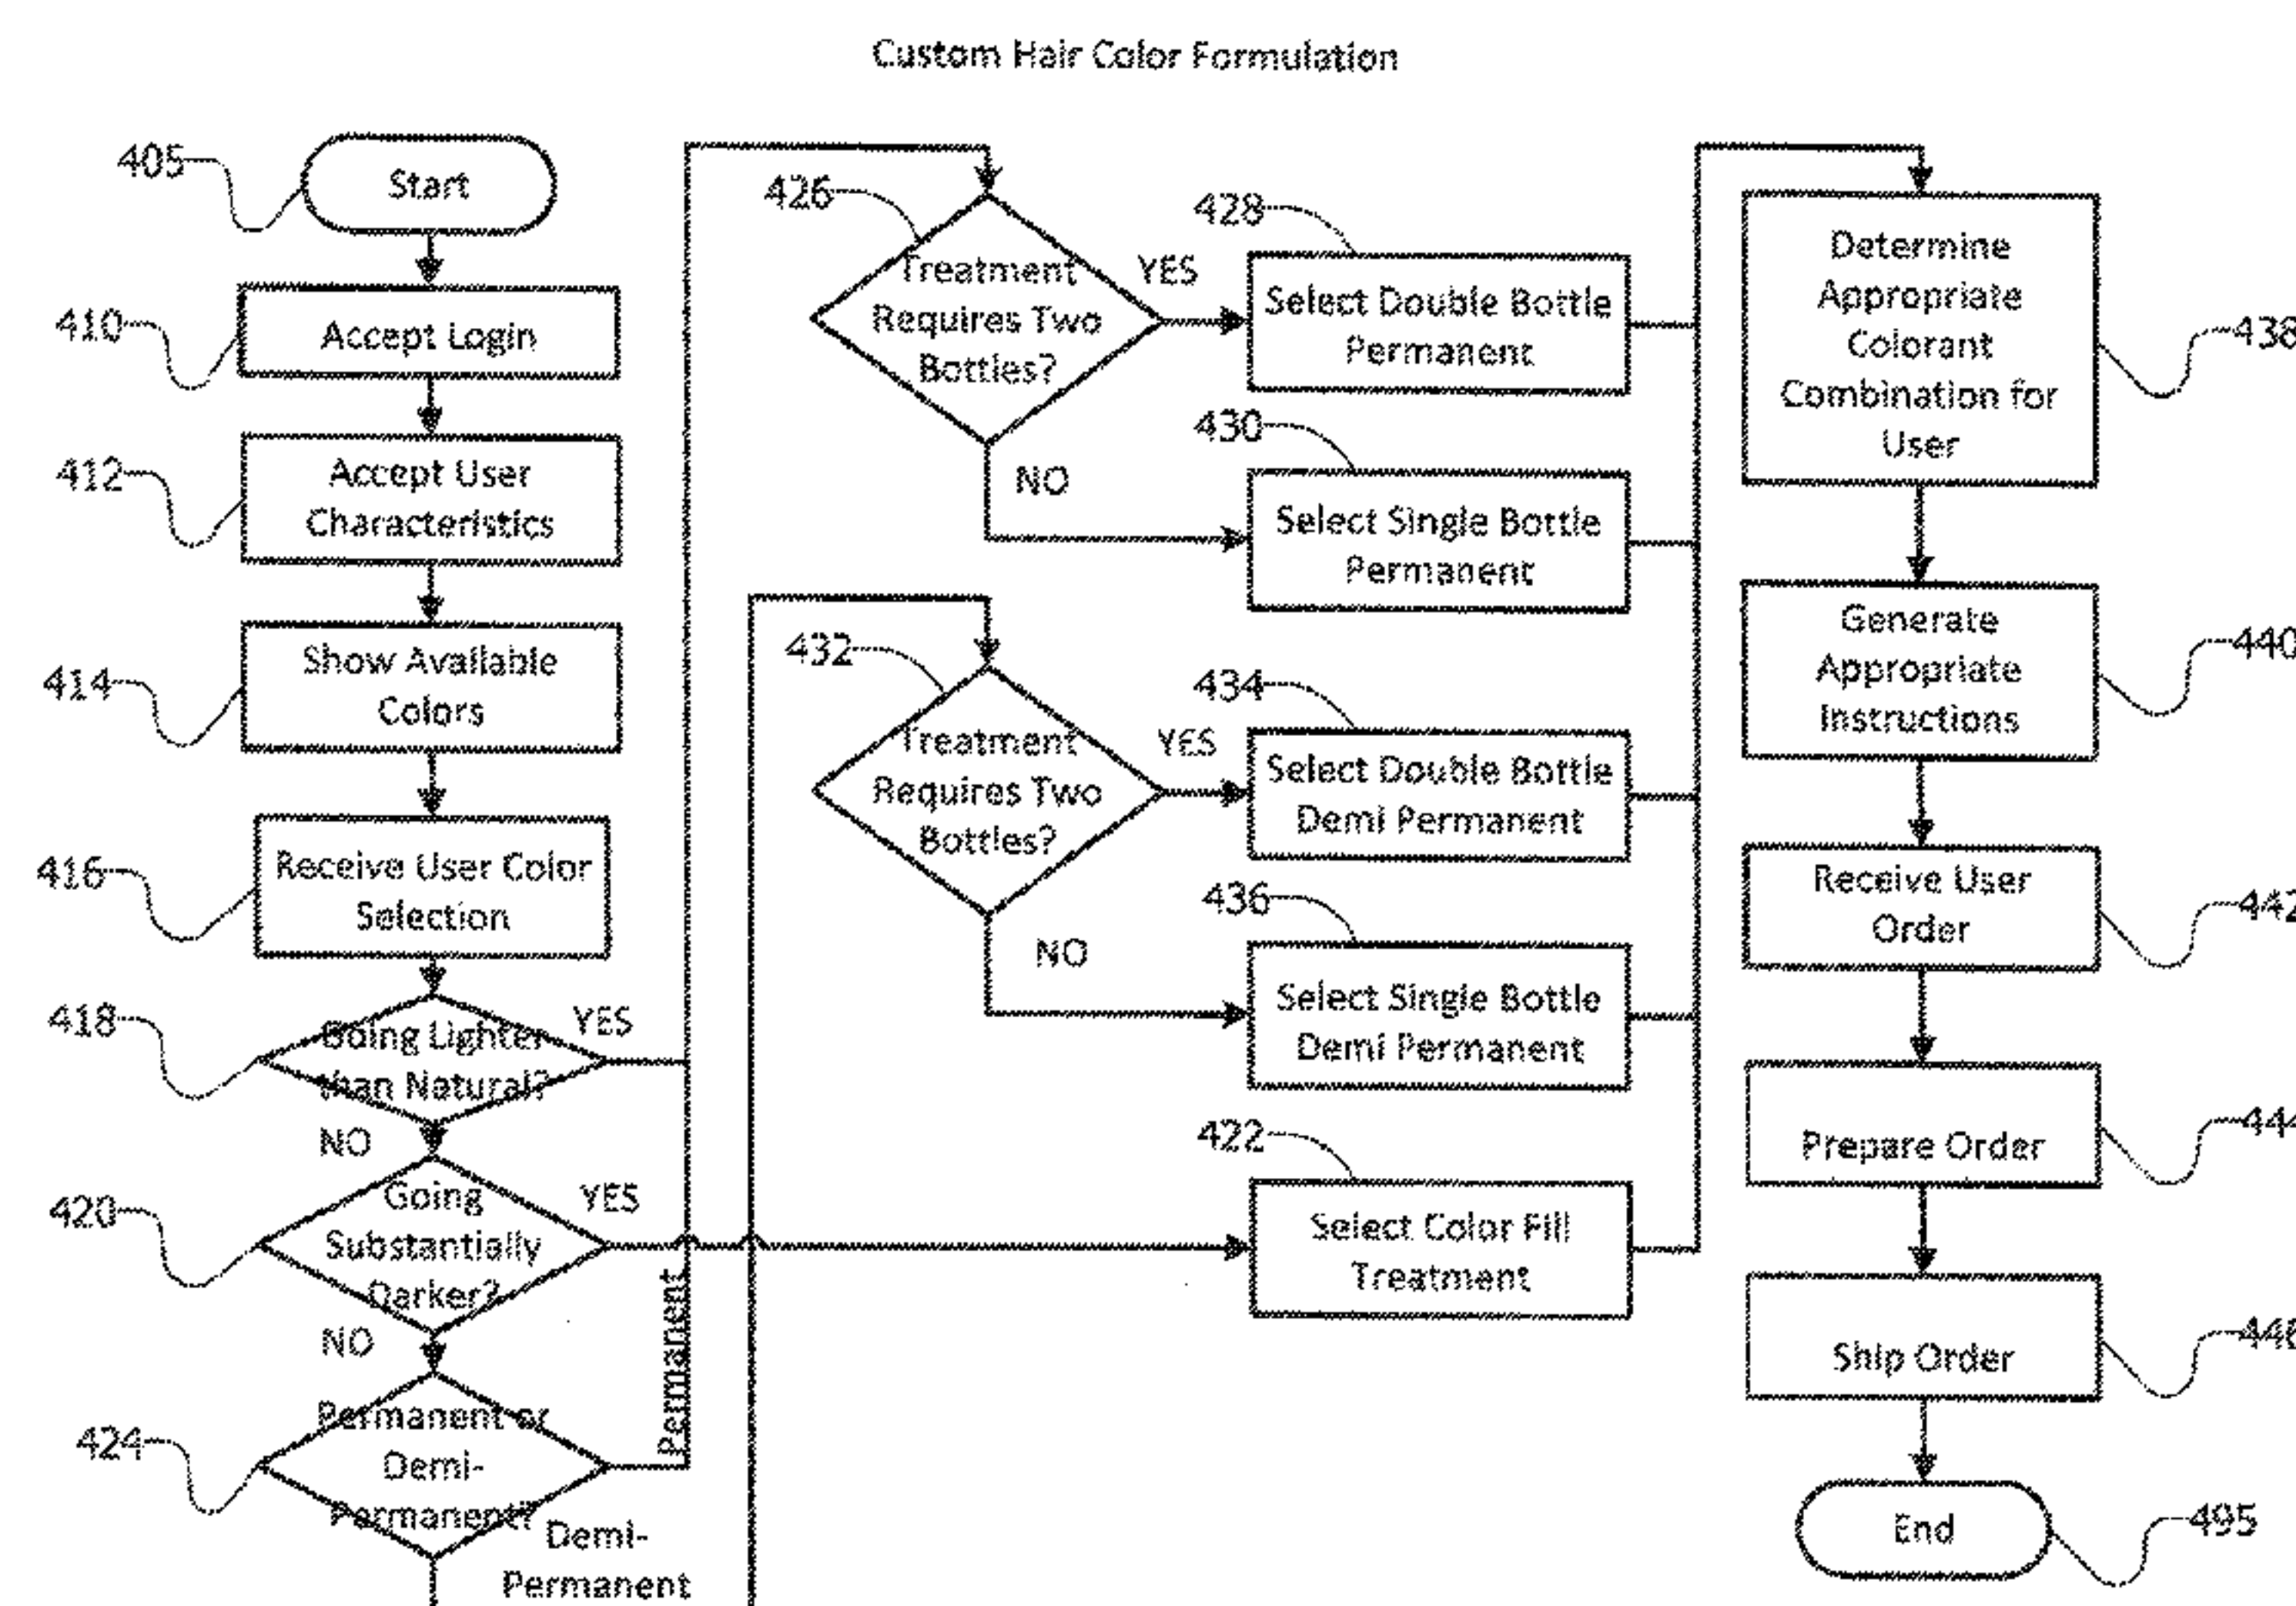 Custom Hair Color Formulation
405
Start
410
Accept Login
412
Accept User
Characteristics
414
Show Available
Colors
416
Receive User Color
Selection
418
Going Lighter
than Natural?
YES
NO
420
Going
Substantially
Darker?
YES
NO
424
Permanent or
Demi-
Permanent?
Permanent
Demi-
Permanent
426
Treatment
Requires Two
Bottles?
YES
NO
428
Select Double Bottle
Permanent
430
Select Single Bottle
Permanent
432
Treatment
Requires Two
Bottles?
YES
NO
434
Select Double Bottle
Demi Permanent
436
Select Single Bottle
Demi Permanent
422
Select Color Fill
Treatment
438
Determine
Appropriate
Colorant
Combination for
User
440
Generate
Appropriate
Instructions
442
Receive User
Order
444
Prepare Order
446
Ship Order
495
End